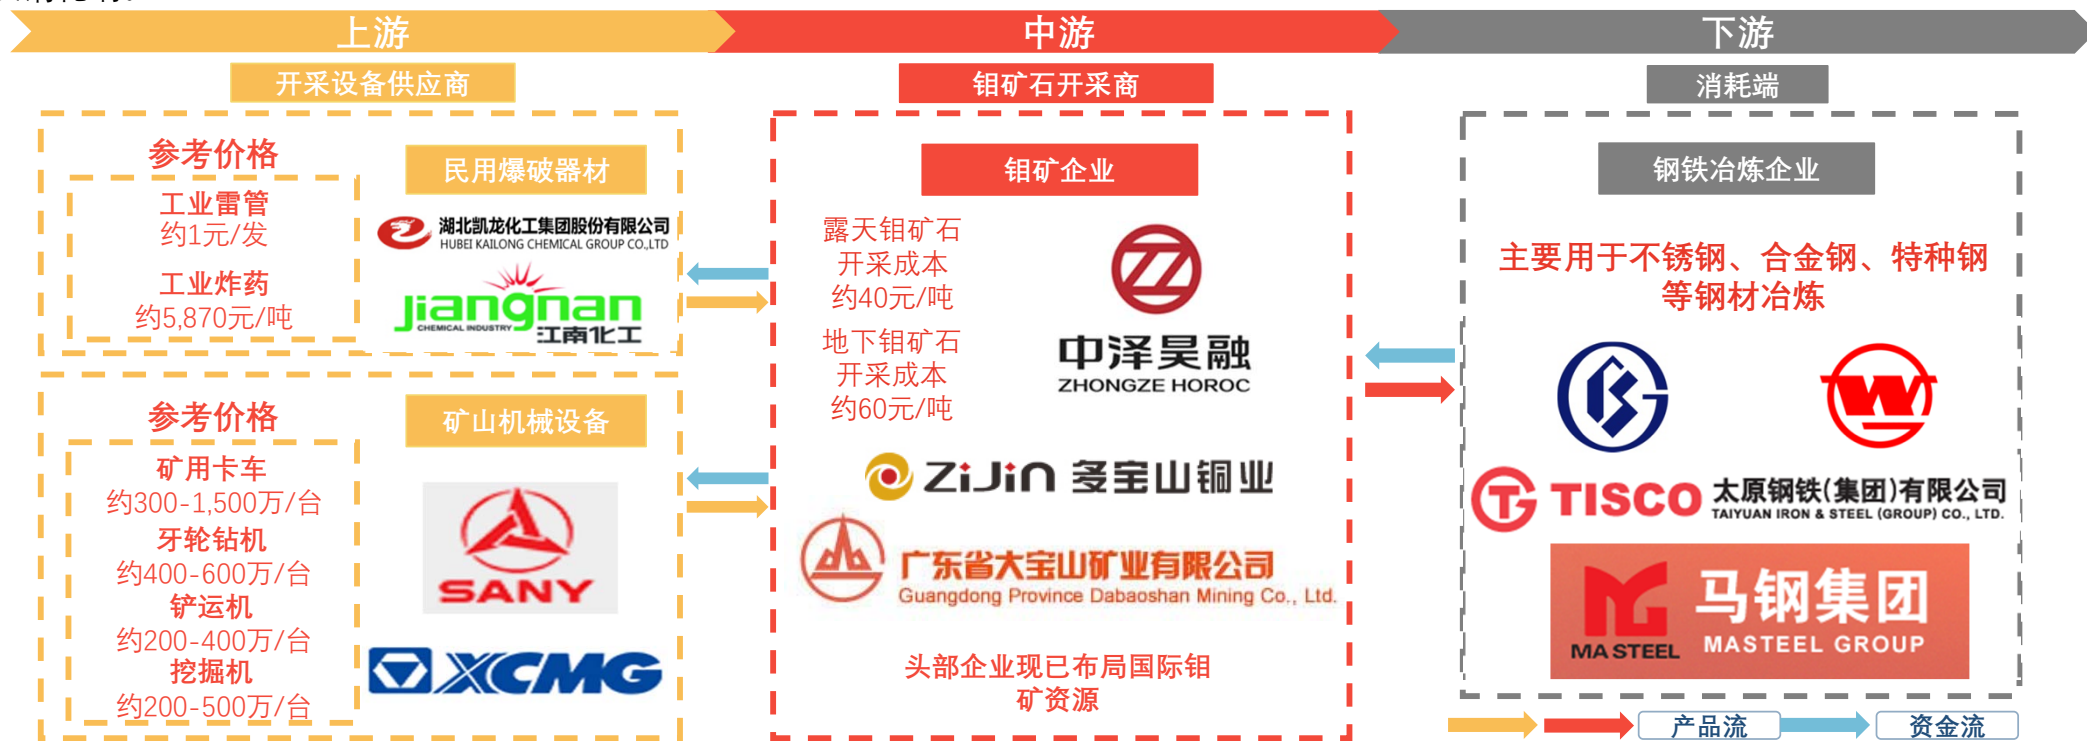 上游
中游
下游
开采设备供应商
钼矿石开采商
消耗端
参考价格
工业雷管
约1元/发
工业炸药
约5,870元/吨
民用爆破器材
湖北凯龙化工集团股份有限公司
HUBEI KAILONG CHEMICAL GROUP CO.,LTD
Jiangnan
CHEMICAL INDUSTRY
江南化工
参考价格
矿用卡车
约300-1,500万/台
牙轮钻机
约400-600万/台
铲运机
约200-400万/台
挖掘机
约200-500万/台
矿山机械设备
SANY
XCMG
钼矿企业
露天钼矿石
开采成本
约40元/吨
地下钼矿石
开采成本
约60元/吨
中泽昊融
ZHONGZE HOROC
ZiJin 多宝山铜业
广东省大宝山矿业有限公司
Guangdong Province Dabaoshan Mining Co., Ltd.
头部企业现已布局国际钼
矿资源
钢铁冶炼企业
主要用于不锈钢、合金钢、特种钢
等钢材冶炼
TISCO 太原钢铁(集团)有限公司
TAIYUAN IRON & STEEL (GROUP) CO., LTD.
MA STEEL
马钢集团
MASTEEL GROUP
产品流
资金流